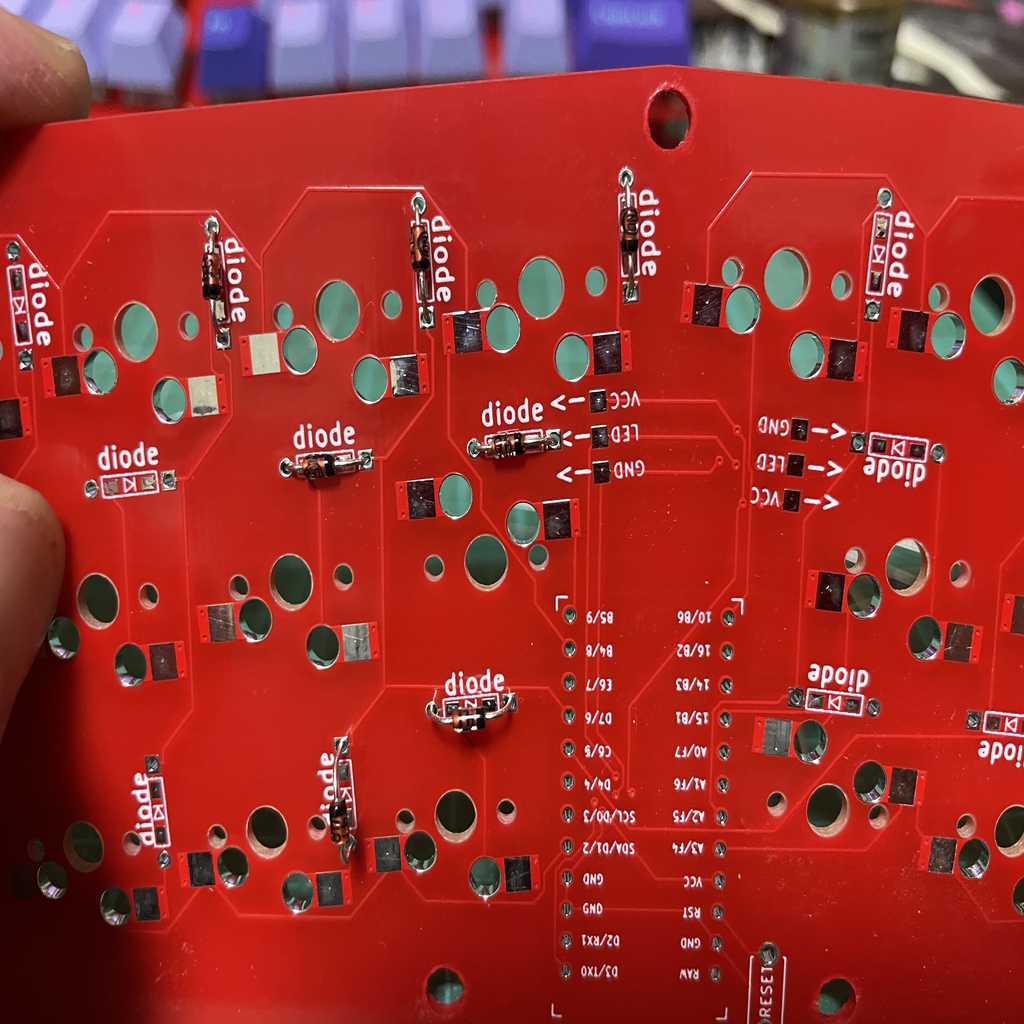 diode
diode
diode
diode
diode
diode
diode
diode
diode
VCC
LED
GND
GND
LED
VCC
diode
B5/9
B4/8
E6/7
D7/6
C6/5
D4/4
SCL/D0/3
SDA/D1/2
GND
GND
D2/RX1
D3/TX0
10/B6
16/B2
14/B3
15/B1
A0/F7
A1/F6
A2/F5
A3/F4
VCC
RST
GND
RAW
diode
diode
diode
diode
diode
RESET